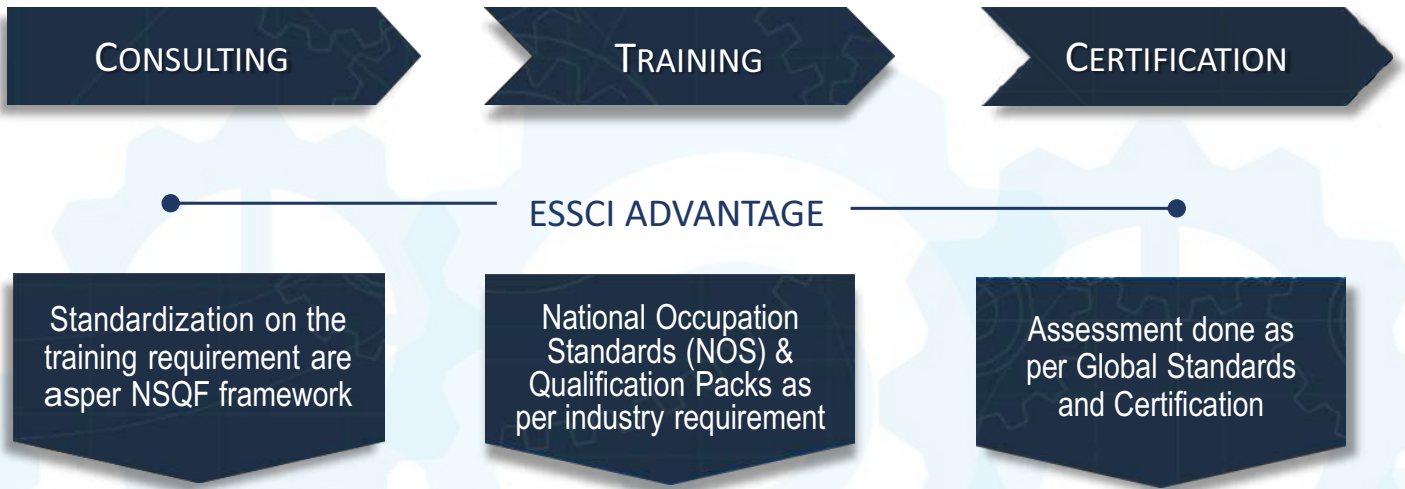 CONSULTING
TRAINING
CERTIFICATION
ESSCI ADVANTAGE
Standardization on the
training requirement are
asper NSQF framework
National Occupation
Standards (NOS) &
Qualification Packs as
per industry requirement
Assessment done as
per Global Standards
and Certification